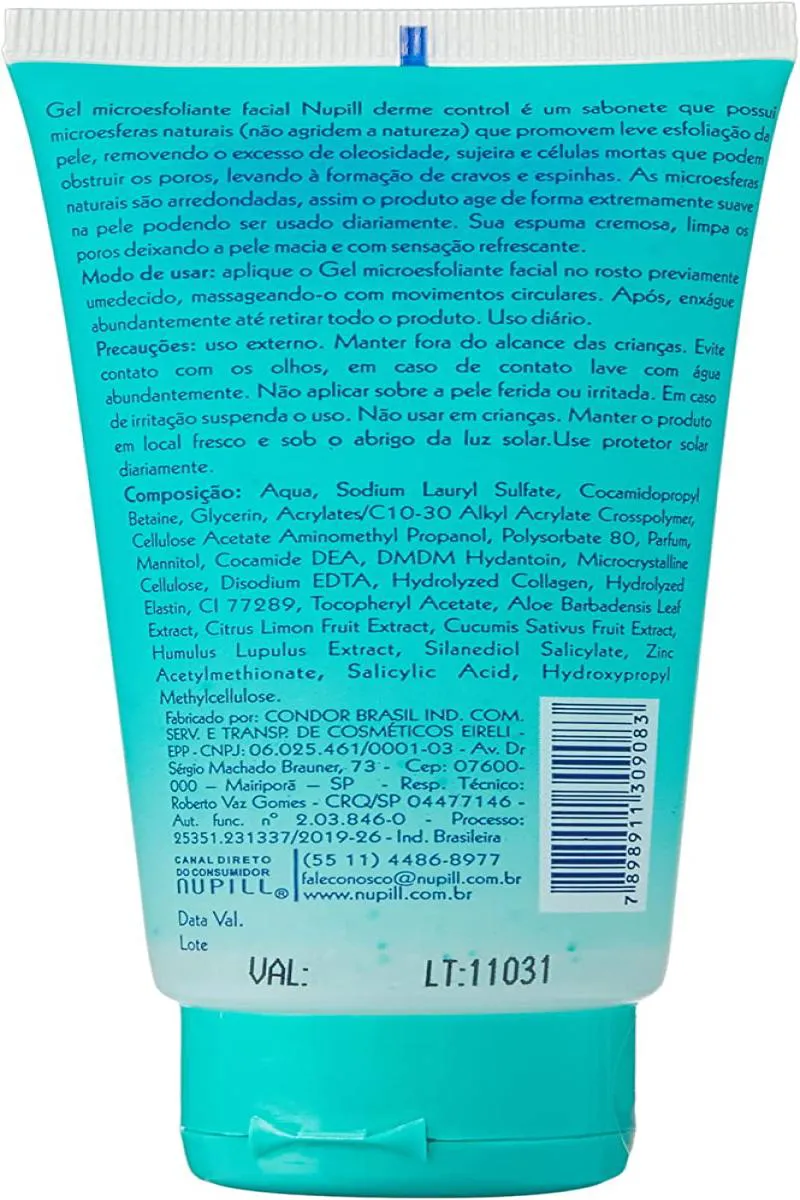 Gel microesfoliante facial Nupill derme control é um sabonete que possui
microesferas naturais (não agridem a natureza) que promovem leve esfoliação da
pele, removendo o excesso de oleosidade, sujeira e células mortas que podem
obstruir os poros, levando à formação de cravos e espinhas. As microesferas
naturais são arredondadas, assim o produto age de forma extremamente suave
na pele podendo ser usado diariamente. Sua espuma cremosa, limpa os
poros deixando a pele macia e com sensação refrescante.
Modo de usar: aplique o Gel microesfoliante facial no rosto previamente
umedecido, massageando-o com movimentos circulares. Após, enxágue
abundantemente até retirar todo o produto. Uso diário.
Precauções: uso externo. Manter fora do alcance das crianças. Evite
contato com os olhos, em caso de contato lave com água
abundantemente. Não aplicar sobre a pele ferida ou irritada. Em caso
de irritação suspenda o uso. Não usar em crianças. Manter o produto
em local fresco e sob o abrigo da luz solar.Use protetor solar
diariamente.
Composição: Aqua, Sodium Lauryl Sulfate, Cocamidopropyl
Betaine, Glycerin, Acrylates/C10-30 Alkyl Acrylate Crosspolymer,
Cellulose Acetate Aminomethyl Propanol, Polysorbate 80, Parfum,
Mannitol, Cocamide DEA, DMDM Hydantoin, Microcrystalline
Cellulose, Disodium EDTA, Hydrolyzed Collagen, Hydrolyzed
Elastin, CI 77289, Tocopheryl Acetate, Aloe Barbadensis Leaf
Extract, Citrus Limon Fruit Extract, Cucumis Sativus Fruit Extract,
Humulus Lupulus Extract, Silanediol Salicylate, Zinc
Acetylmethionate, Salicylic Acid, Hydroxypropyl
Methylcellulose.
Fabricado por: CONDOR BRASIL IND. COM.
SERV. E TRANSP. DE COSMÉTICOS EIRELI -
EPP - CNPJ: 06.025.461/0001-03 - Av. Dr
Sérgio Machado Brauner, 73 - Cep: 07600-
000 – Mairiporã – SP - Resp. Técnico:
Roberto Vaz Gomes - CRQ/SP 04477146 -
Aut. func. nº 2.03.846-0 - Processo:
25351.231337/2019-26 - Ind. Brasileira
CANAL DIRETO
DO CONSUMIDOR
NUPILL®
(55 11) 4486-8977
faleconosco@nupill.com.br
www.nupill.com.br
7 898911 309083
Data Val.
Lote
VAL: LT:11031